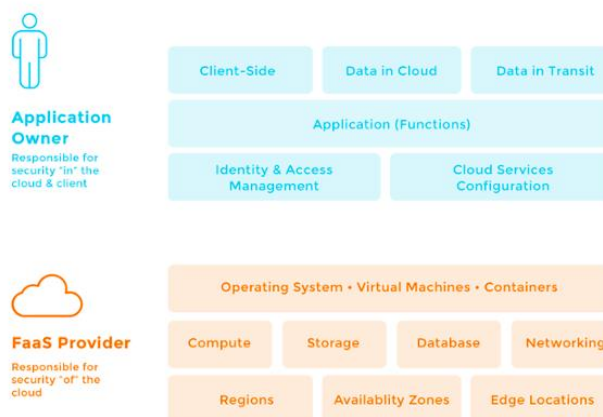 Application
Owner
Responsible for
security "in" the
cloud & client
Client-Side
Data in Cloud
Data in Transit
Application (Functions)
Identity & Access
Management
Cloud Services
Configuration
FaaS Provider
Responsible for
security "of" the
cloud
Operating System • Virtual Machines • Containers
Compute
Storage
Database
Networking
Regions
Availablity Zones
Edge Locations